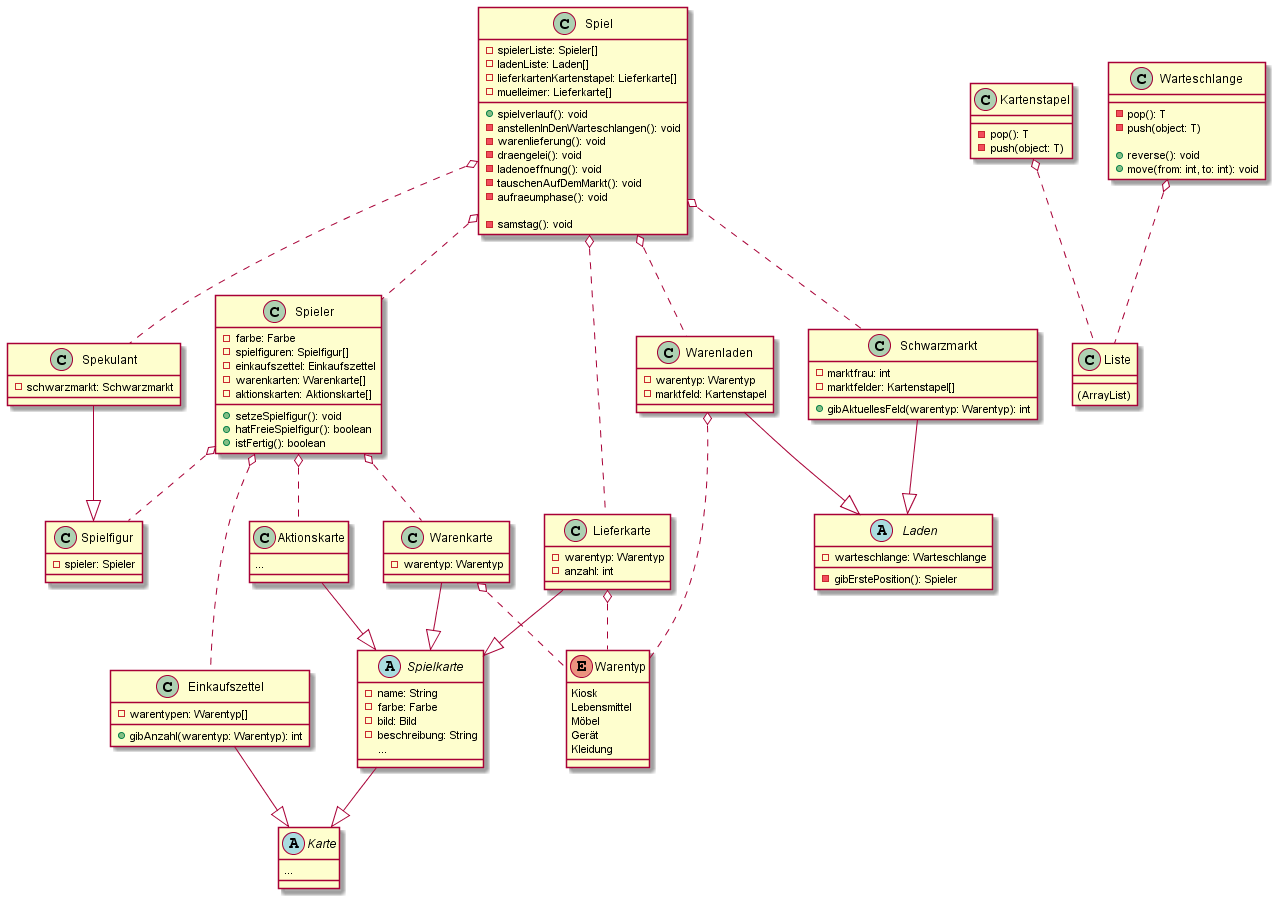 C Spiel
spielerListe: Spieler[]
ladenListe: Laden[]
lieferkartenKartenstapel: Lieferkarte[]
muelleimer: Lieferkarte[]
spielverlauf(): void
anstellenInDenWarteschlangen(): void
warenlieferung(): void
draengelei(): void
ladenoeffnung(): void
tauschenAufDemMarkt(): void
aufraeumphase(): void
samstag(): void
C Kartenstapel
pop(): T
push(object: T)
C Warteschlange
pop(): T
push(object: T)
reverse(): void
move(from: int, to: int): void
C Spekulant
schwarzmarkt: Schwarzmarkt
C Spieler
farbe: Farbe
spielfiguren: Spielfigur[]
einkaufszettel: Einkaufszettel
warenkarten: Warenkarte[]
aktionskarten: Aktionskarte[]
setzeSpielfigur(): void
hatFreieSpielfigur(): boolean
istFertig(): boolean
C Warenladen
warentyp: Warentyp
marktfeld: Kartenstapel
C Schwarzmarkt
marktfrau: int
marktfelder: Kartenstapel[]
gibAktuellesFeld(warentyp: Warentyp): int
C Liste
(ArrayList)
C Spielfigur
spieler: Spieler
C Aktionskarte
...
C Warenkarte
warentyp: Warentyp
C Lieferkarte
warentyp: Warentyp
anzahl: int
A Laden
warteschlange: Warteschlange
gibErstePosition(): Spieler
C Einkaufszettel
warentypen: Warentyp[]
gibAnzahl(warentyp: Warentyp): int
A Spielkarte
name: String
farbe: Farbe
bild: Bild
beschreibung: String
...
E Warentyp
Kiosk
Lebensmittel
Möbel
Gerät
Kleidung
A Karte
...